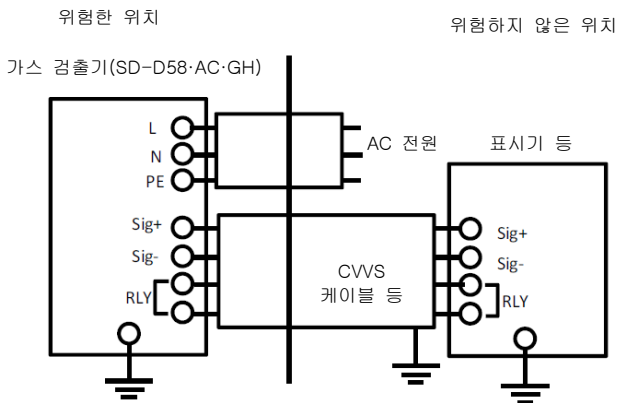 위험한 위치
위험하지 않은 위치
가스 검출기(SD-D58·AC·GH)
L
N
PE
AC 전원
표시기 등
Sig+
Sig-
RLY
CVVS
케이블 등
Sig+
Sig-
RLY